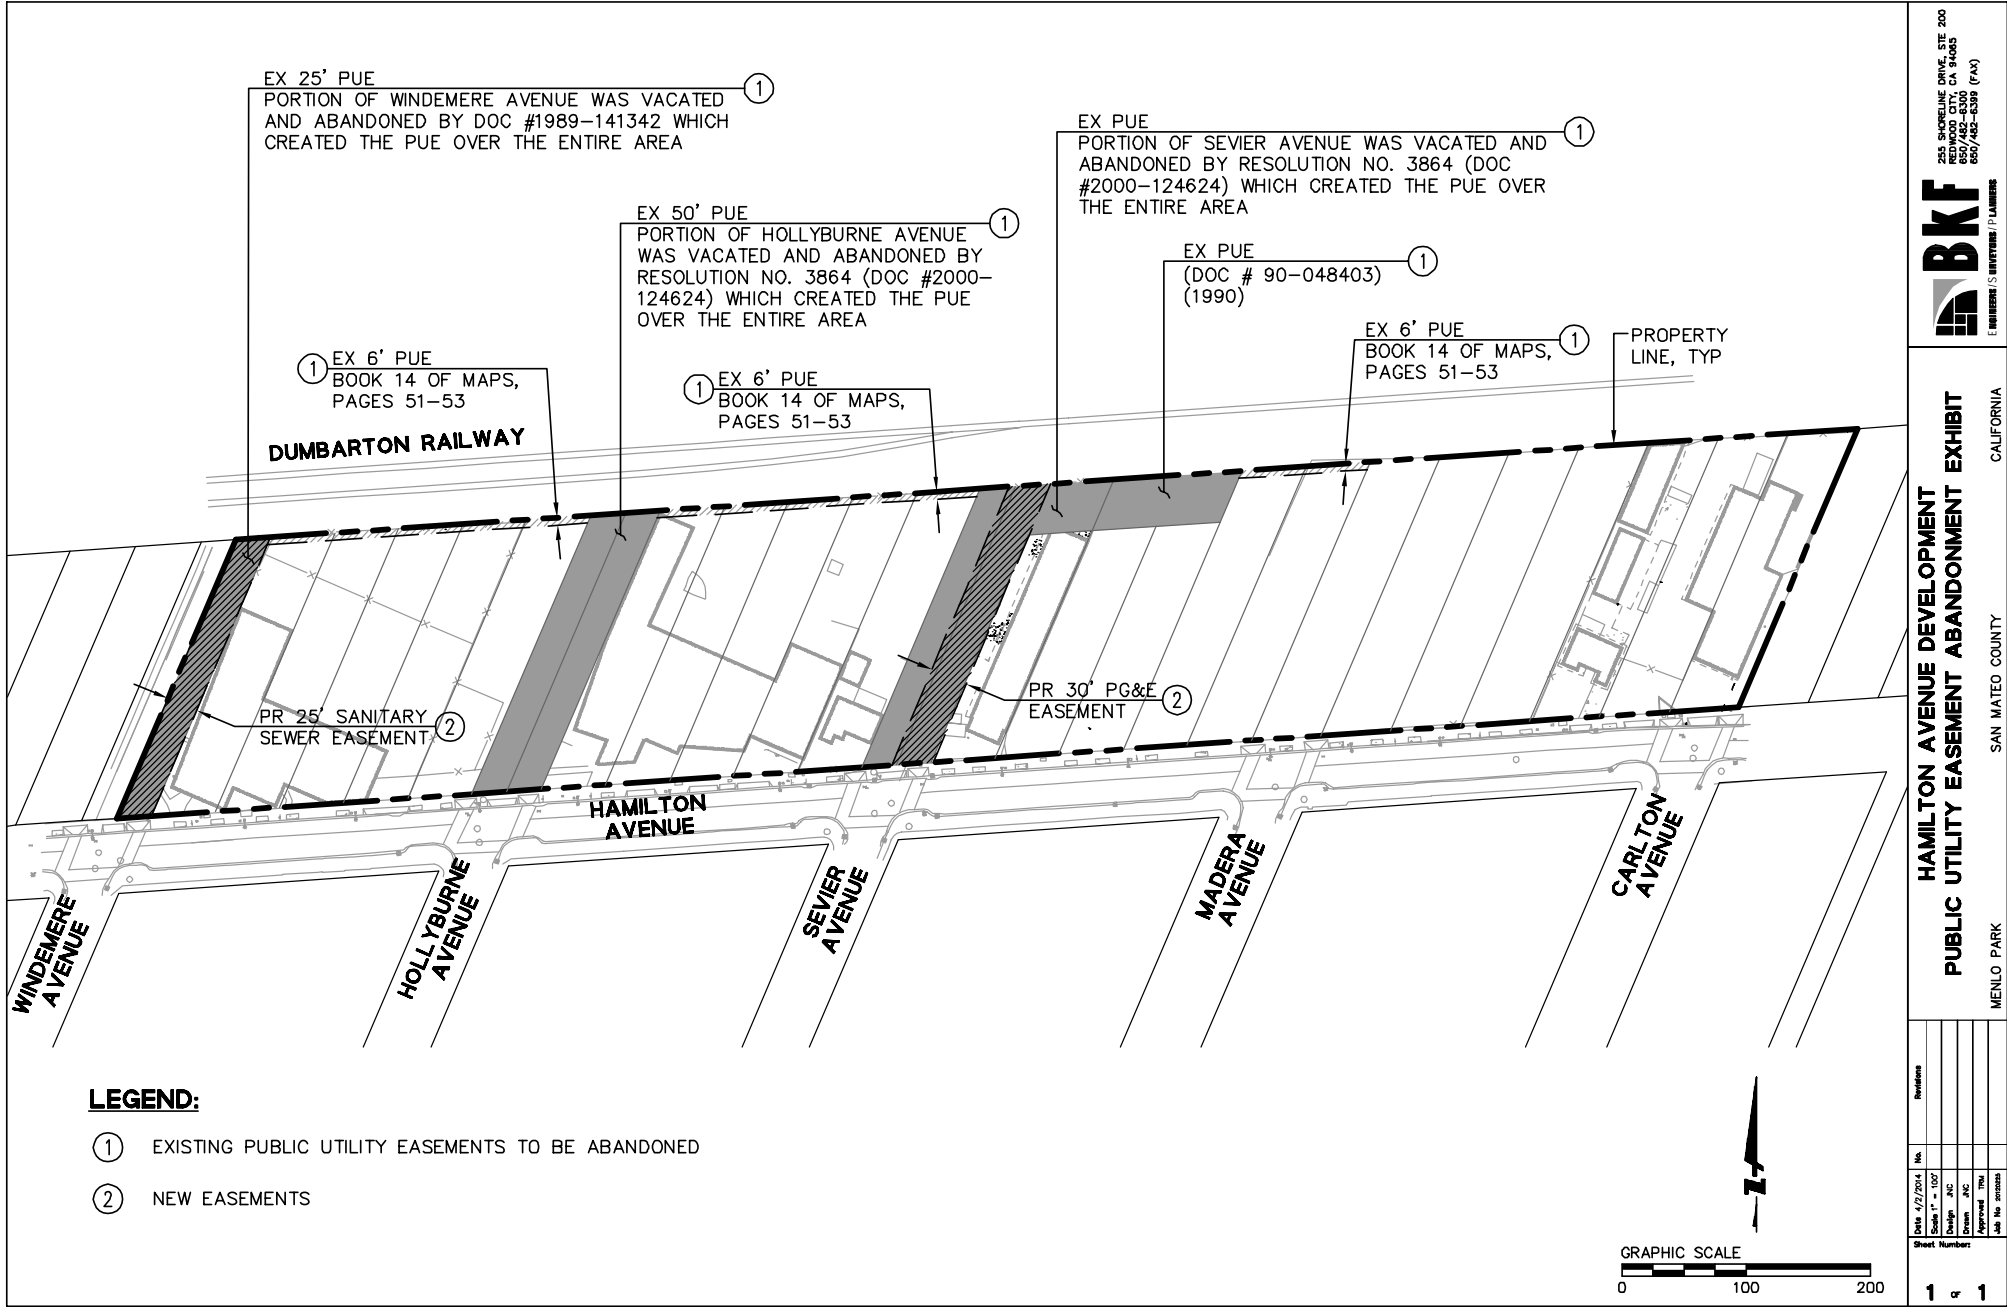 EX 25' PUE
PORTION OF WINDEMERE AVENUE WAS VACATED
AND ABANDONED BY DOC #1989-141342 WHICH
CREATED THE PUE OVER THE ENTIRE AREA
1
EX PUE
PORTION OF SEVIER AVENUE WAS VACATED AND
ABANDONED BY RESOLUTION NO. 3864 (DOC
#2000-124624) WHICH CREATED THE PUE OVER
THE ENTIRE AREA
1
EX 50' PUE
PORTION OF HOLLYBURNE AVENUE
WAS VACATED AND ABANDONED BY
RESOLUTION NO. 3864 (DOC #2000-
124624) WHICH CREATED THE PUE
OVER THE ENTIRE AREA
1
EX PUE
(DOC # 90-048403)
(1990)
1
1
EX 6' PUE
BOOK 14 OF MAPS,
PAGES 51-53
1
EX 6' PUE
BOOK 14 OF MAPS,
PAGES 51-53
EX 6' PUE
BOOK 14 OF MAPS,
PAGES 51-53
1
PROPERTY
LINE, TYP
DUMBARTON RAILWAY
PR 25' SANITARY
SEWER EASEMENT
2
PR 30' PG&E
EASEMENT
2
HAMILTON
AVENUE
WINDEMERE
AVENUE
HOLLYBURNE
AVENUE
SEVIER
AVENUE
MADERA
AVENUE
CARLTON
AVENUE
LEGEND:
1 EXISTING PUBLIC UTILITY EASEMENTS TO BE ABANDONED
2 NEW EASEMENTS
GRAPHIC SCALE
0 100 200
255 SHORELINE DRIVE, STE 200
REDWOOD CITY, CA 94065
650/482-6300
650/482-6399 (FAX)
BKF
ENGINEERS/SURVEYORS/PLANNERS
HAMILTON AVENUE DEVELOPMENT
PUBLIC UTILITY EASEMENT ABANDONMENT EXHIBIT
MENLO PARK SAN MATEO COUNTY CALIFORNIA
No. Revisions
Date 4/2/2014
Scale 1" = 100'
Design JNC
Drawn JNC
Approved TRM
Job No
Sheet Number:
1 OF 1